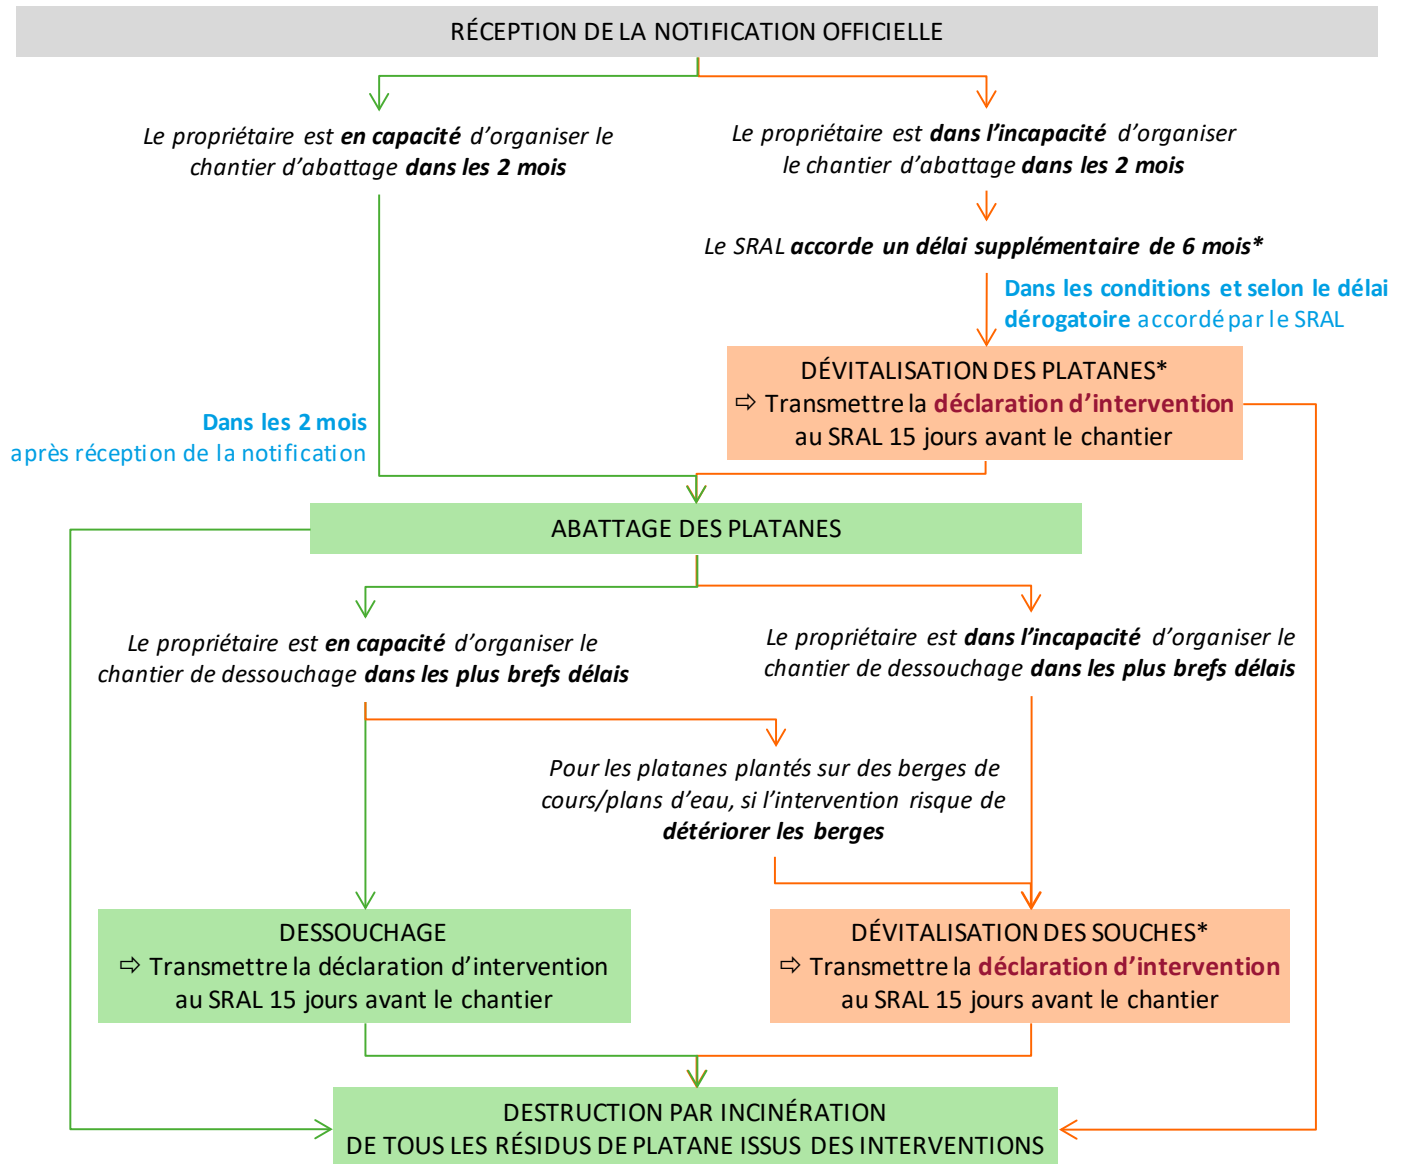 RÉCEPTION DE LA NOTIFICATION OFFICIELLE
Le propriétaire est en capacité d’organiser le
chantier d’abattage dans les 2 mois
Le propriétaire est dans l’incapacité d’organiser
le chantier d’abattage dans les 2 mois
Le SRAL accorde un délai supplémentaire de 6 mois*
Dans les conditions et selon le délai
dérogatoire accordé par le SRAL
DÉVITALISATION DES PLATANES*
⇨ Transmettre la déclaration d’intervention
au SRAL 15 jours avant le chantier
Dans les 2 mois
après réception de la notification
ABATTAGE DES PLATANES
Le propriétaire est en capacité d’organiser le
chantier de dessouchage dans les plus brefs délais
Le propriétaire est dans l’incapacité d’organiser le
chantier de dessouchage dans les plus brefs délais
Pour les platanes plantés sur des berges de
cours/plans d’eau, si l’intervention risque de
détériorer les berges
DESSOUCHAGE
⇨ Transmettre la déclaration d’intervention
au SRAL 15 jours avant le chantier
DÉVITALISATION DES SOUCHES*
⇨ Transmettre la déclaration d’intervention
au SRAL 15 jours avant le chantier
DESTRUCTION PAR INCINÉRATION
DE TOUS LES RÉSIDUS DE PLATANE ISSUS DES INTERVENTIONS